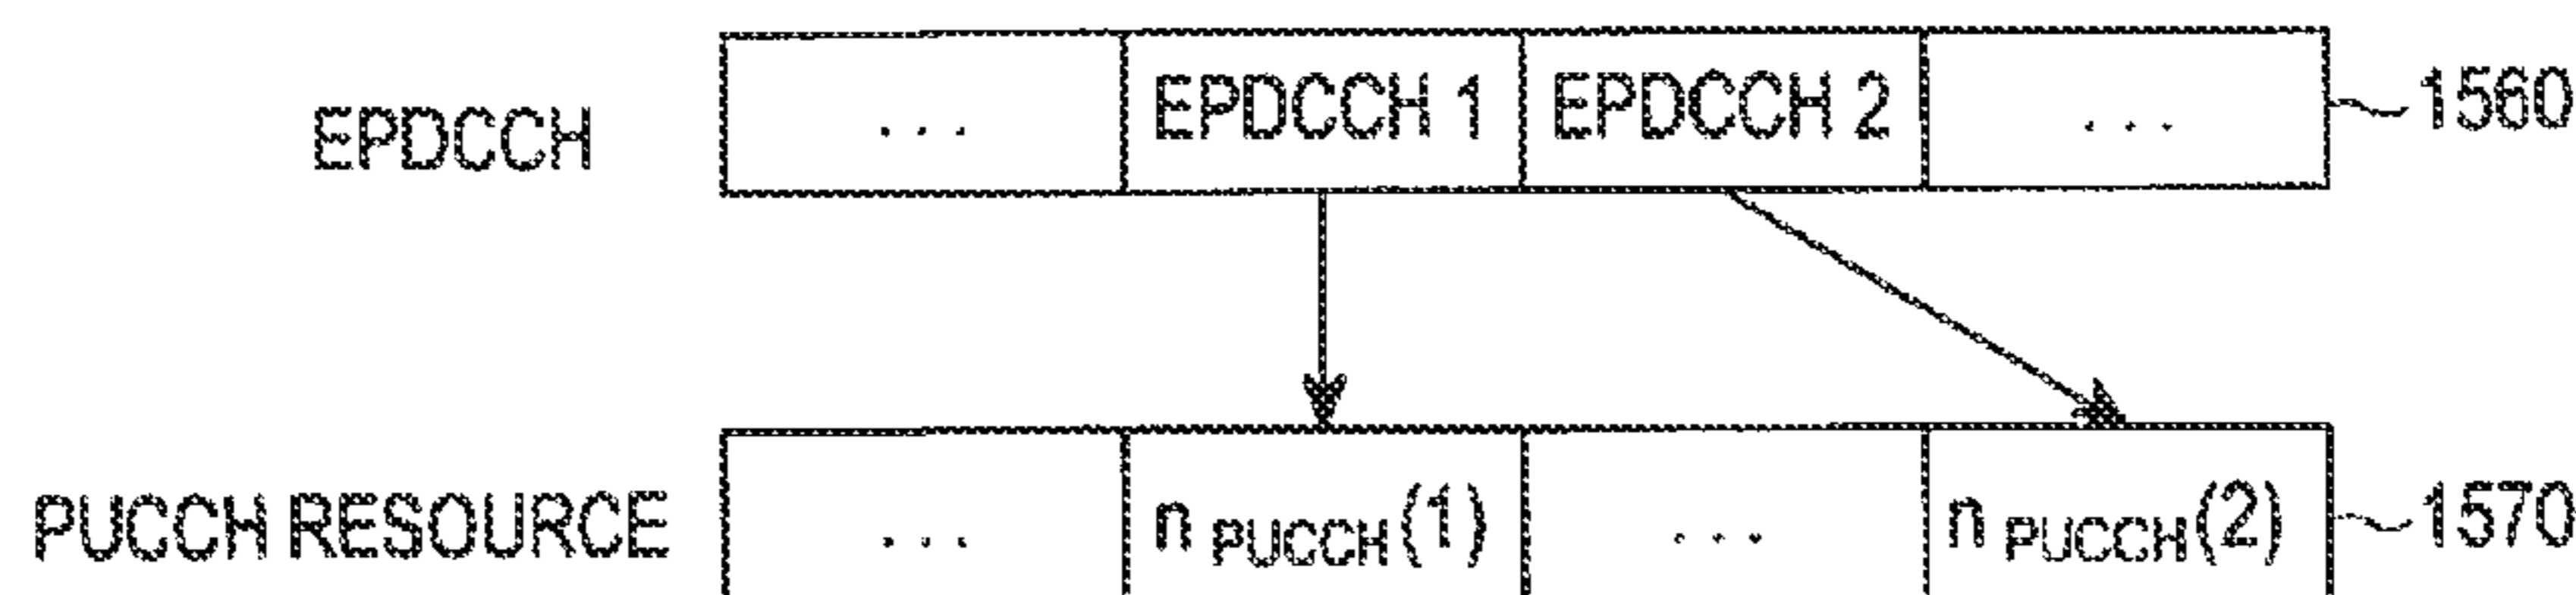 EPDCCH ... EPDCCH 1 EPDCCH 2 ... 1560
PUCCH RESOURCE ... n PUCCH(1) ... n PUCCH(2) 1570